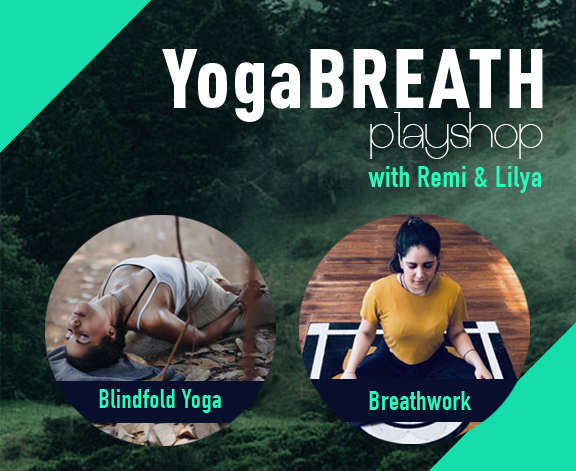 YogaBREATH
playshop
with Remi & Lilya
Blindfold Yoga
Breathwork